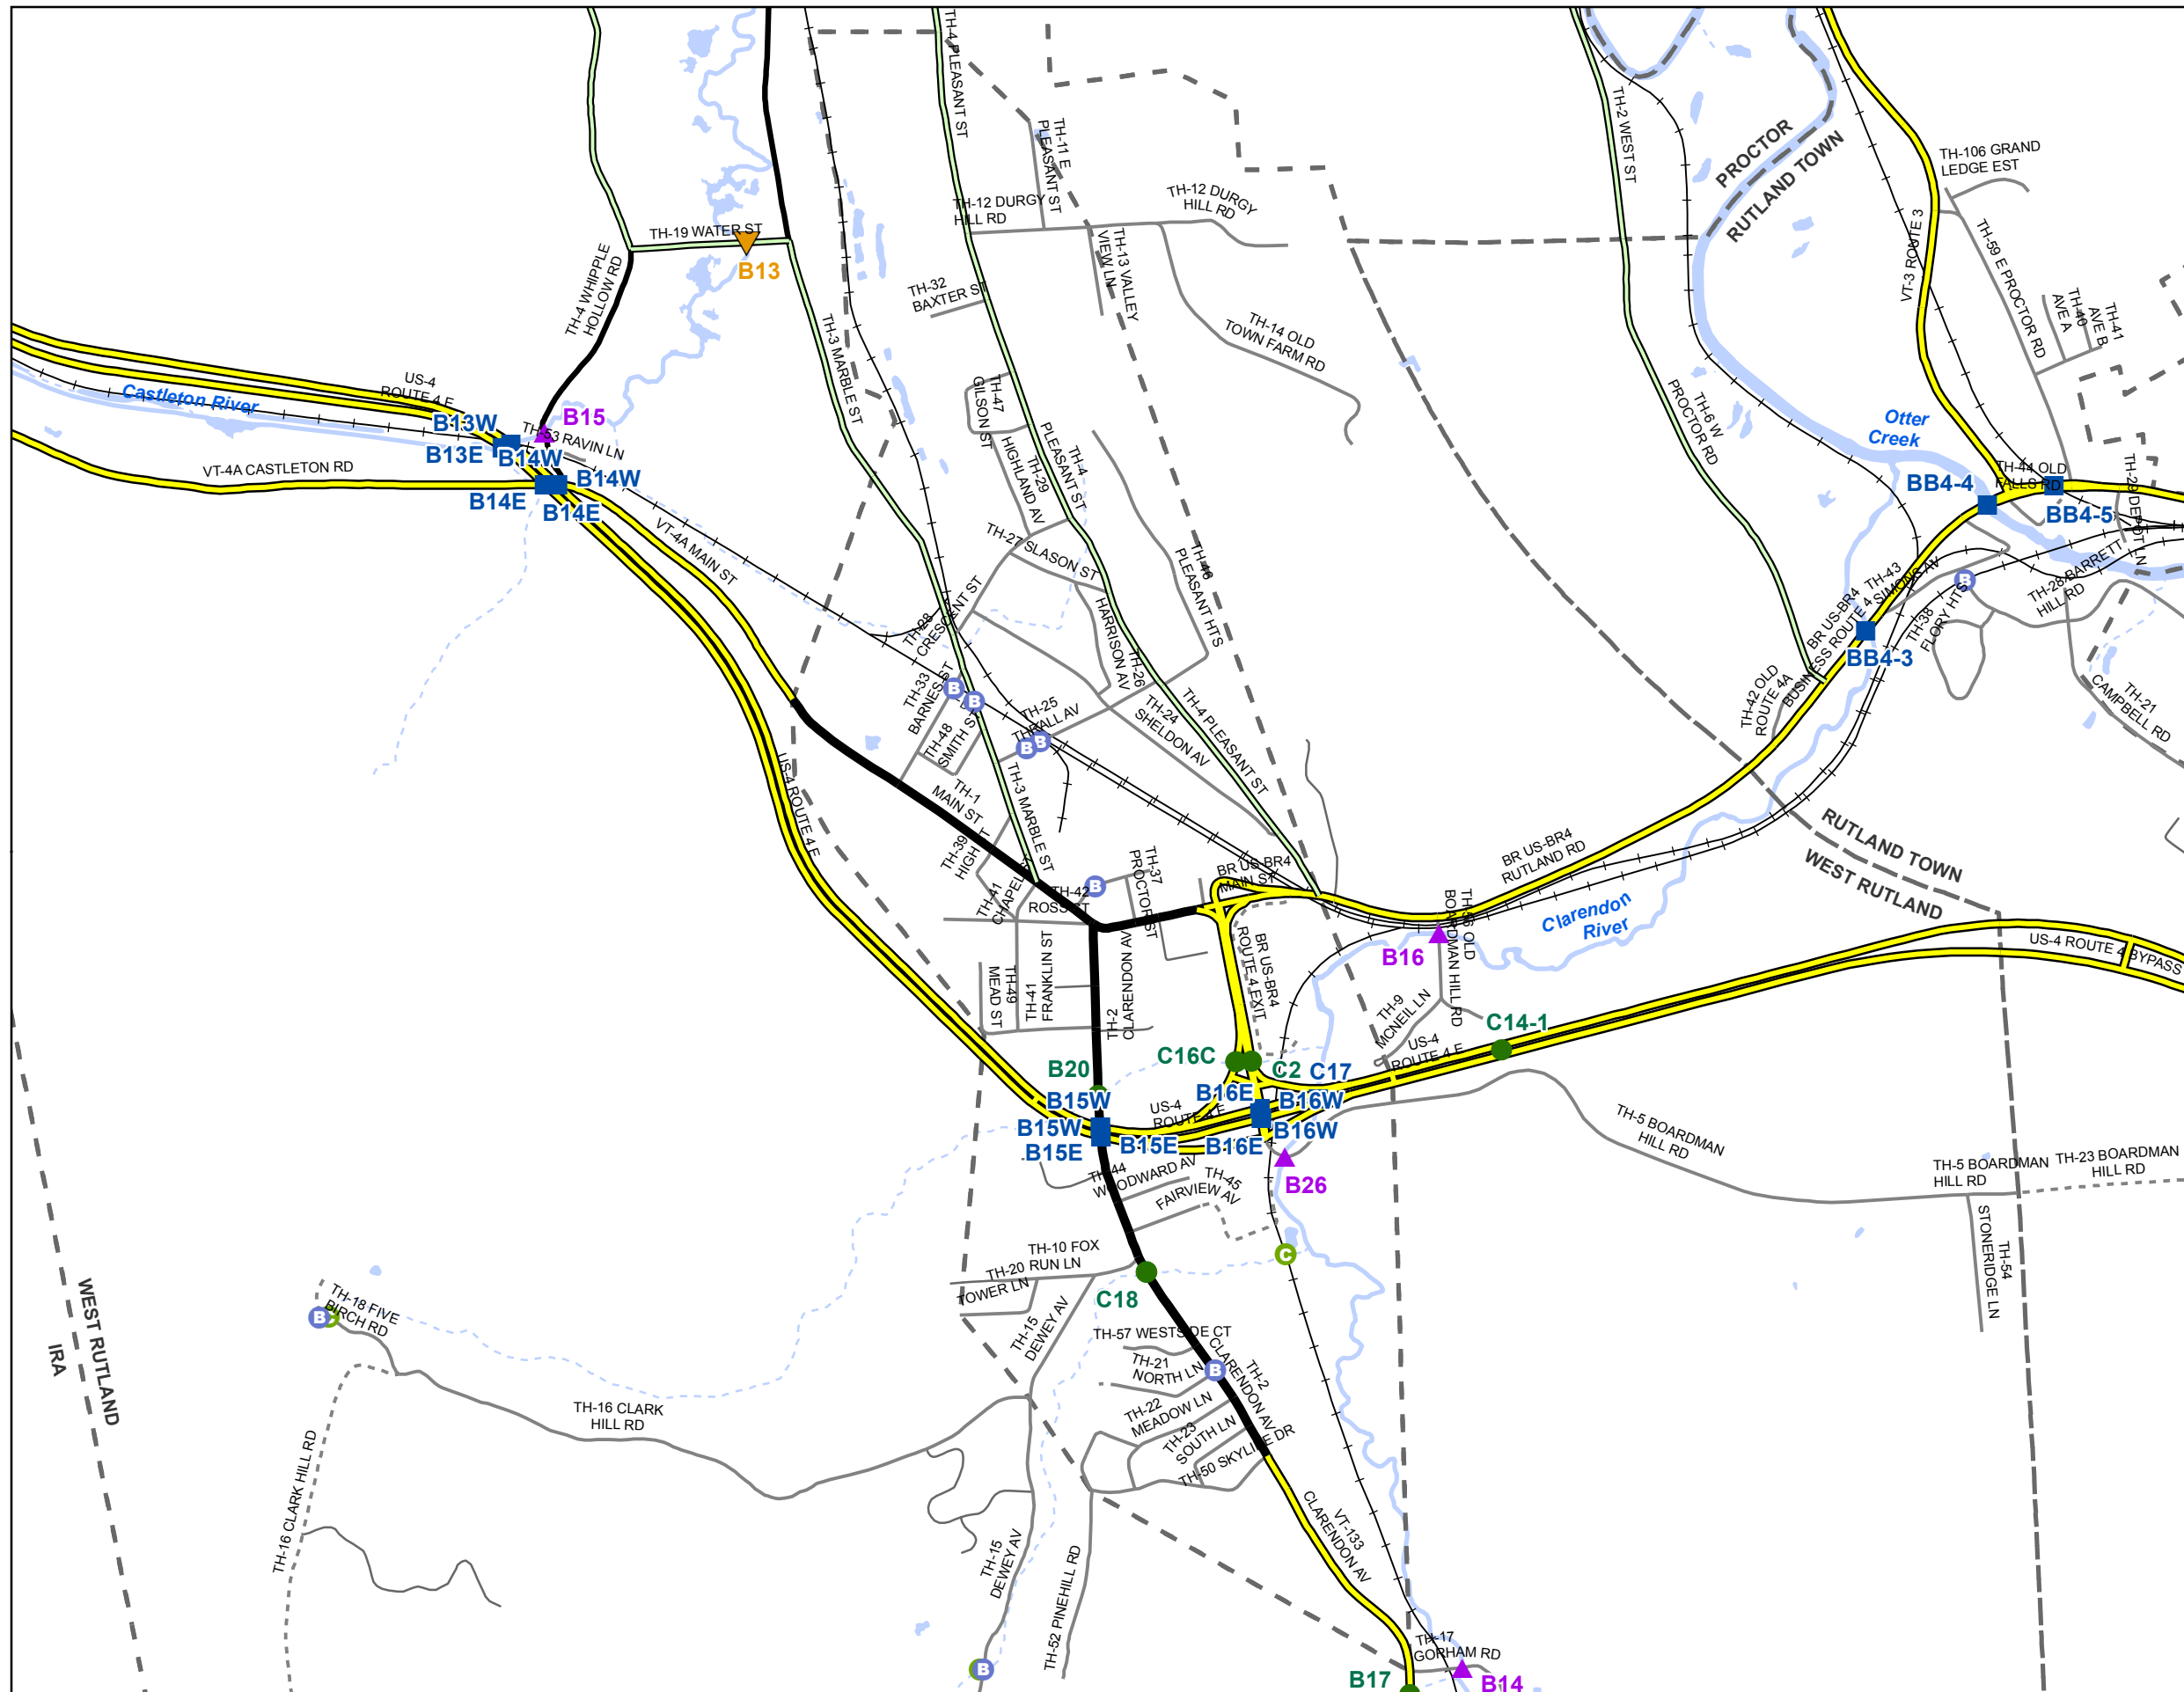 TH-4 PLEASANT ST
TH-11 E
PLEASANT ST
TH-2 WEST ST
PROCTOR
RUTLAND TOWN
TH-106 GRAND
LEDGE EST
TH-12 DURGY
HILL RD
TH-12 DURGY
HILL RD
TH-19 WATER ST
B13
TH-4 WHIPPLE
HOLLOW RD
TH-13 VALLEY
VIEW LN
VT-3 ROUTE 3
TH-59 E PROCTOR RD
TH-32
BAXTER ST
TH-40
AVE A
TH-41
AVE B
TH-3 MARBLE ST
TH-14 OLD
TOWN FARM RD
US-4
ROUTE 4 E
Castleton River
TH-47
GILSON ST
TH-6 W
PROCTOR RD
B13W
B15
TH-53 RAVIN LN
B13E
B14W
B14W
VT-4A CASTLETON RD
B14E
B14E
TH-4
PLEASANT ST
TH-29
HIGHLAND AV
Otter
Creek
TH-44 OLD
FALLS RD
BB4-4
BB4-5
TH-29 DEPOT LN
VT-4A MAIN ST
TH-27 SLASON ST
TH-46
PLEASANT HTS
TH-28
CRESCENT ST
TH-43
SIMONS AV
BR US-BR4
BUSINESS ROUTE 4
B
TH-28 BARRETT
HILL RD
TH-38
FLORY HTS
HARRISON AV
TH-26
BB4-3
TH-33
BARNES ST
B
B
TH-42 OLD
ROUTE 4A
TH-21
CAMPBELL RD
TH-48
SMITH ST
TH-25
THRALL AV
B
B
TH-24
SHELDON AV
TH-4 PLEASANT ST
US-4 ROUTE 4 E
TH-1
MAIN ST
TH-3 MARBLE ST
TH-39
HIGH
TH-41
CHAPEL
TH-42
ROSS ST
B
TH-37
PROCTOR ST
BR US-BR4
MAIN ST
BR US-BR4
RUTLAND RD
RUTLAND TOWN
WEST RUTLAND
Clarendon
River
TH-56 OLD
BOARDMAN HILL RD
B16
US-4 ROUTE 4 BYPASS
BR US-BR4
ROUTE 4 EXIT
TH-49
MEAD ST
TH-41
FRANKLIN ST
TH-2
CLARENDON AV
TH-9
MCNEIL LN
C14-1
US-4
ROUTE 4 E
C16C
C2
C17
B20
B15W
B16E
B16W
US-4
ROUTE 4 E
B15W
B15E
B15E
B16E
B16W
B26
TH-5 BOARDMAN
HILL RD
TH-5 BOARDMAN
HILL RD
TH-23 BOARDMAN
HILL RD
TH-44
WOODWARD AV
TH-45
FAIRVIEW AV
TH-54
STONERIDGE LN
TH-10 FOX
RUN LN
TH-20
TOWER LN
C
C18
TH-18 FIVE
BIRCH RD
B
WEST RUTLAND
IRA
TH-15
DEWEY AV
TH-57 WESTSIDE CT
TH-21
NORTH LN
B
TH-2
CLARENDON AV
TH-22
MEADOW LN
TH-23
SOUTH LN
TH-50 SKYLINE DR
TH-16 CLARK
HILL RD
TH-16 CLARK HILL RD
VT-133
CLARENDON AV
TH-15
DEWEY AV
TH-52 PINEHILL RD
B
TH-17
GORHAM RD
B17
B14